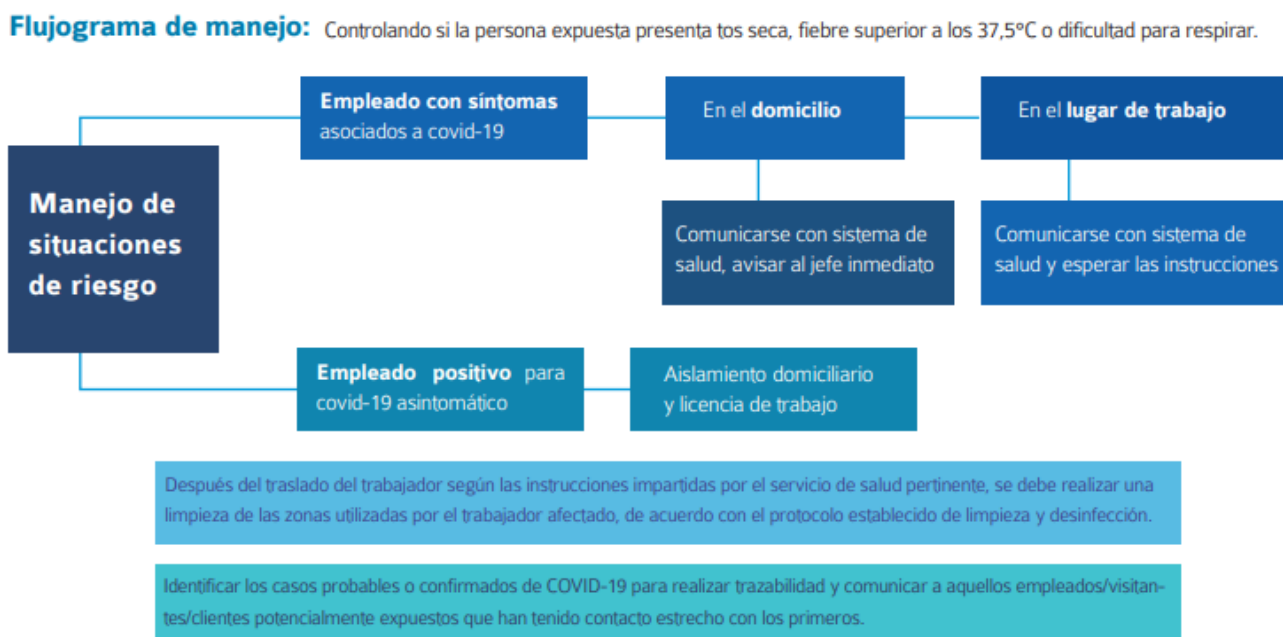 Flujograma de manejo: Controlando si la persona expuesta presenta tos seca, fiebre superior a los 37,5°C o dificultad para respirar.
Empleado con síntomas
asociados a covid-19
En el domicilio
En el lugar de trabajo
Manejo de
situaciones
de riesgo
Comunicarse con sistema de
salud, avisar al jefe inmediato
Comunicarse con sistema de
salud y esperar las instrucciones
Empleado positivo para
covid-19 asintomático
Aislamiento domiciliario
y licencia de trabajo
Después del traslado del trabajador según las instrucciones impartidas por el servicio de salud pertinente, se debe realizar una
limpieza de las zonas utilizadas por el trabajador afectado, de acuerdo con el protocolo establecido de limpieza y desinfección.
Identificar los casos probables o confirmados de COVID-19 para realizar trazabilidad y comunicar a aquellos empleados/visitan-
tes/clientes potencialmente expuestos que han tenido contacto estrecho con los primeros.